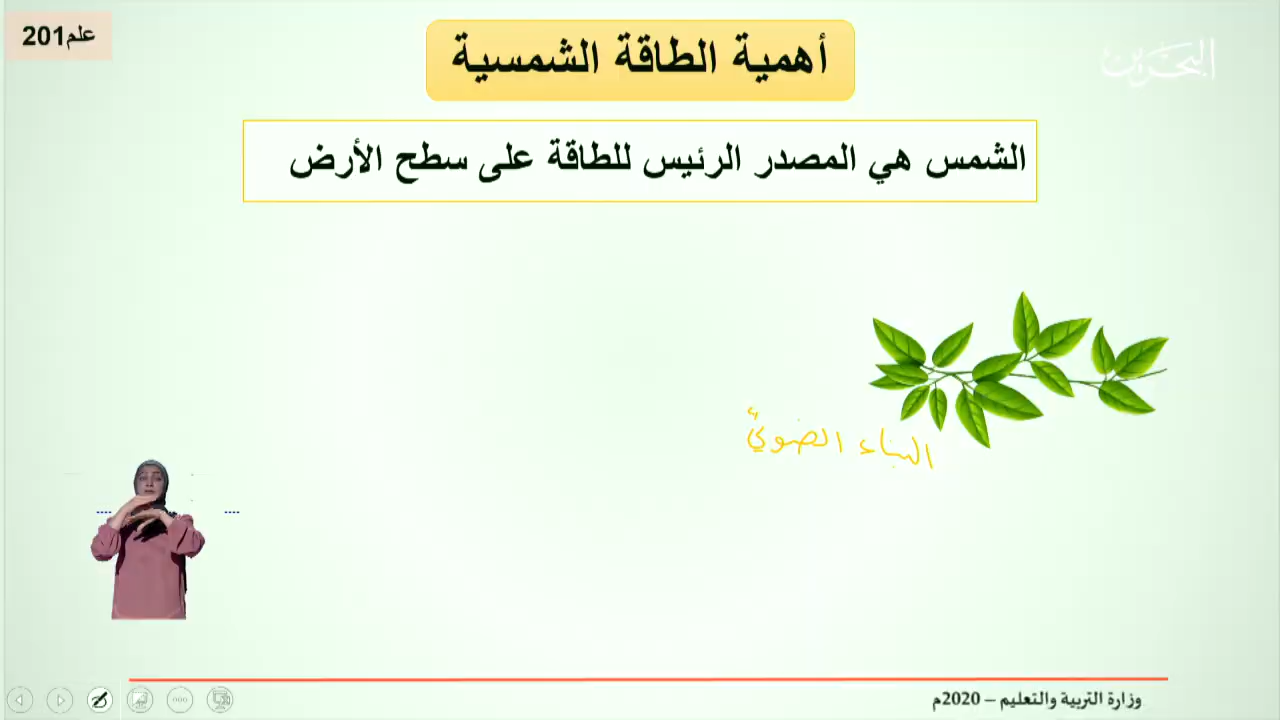 علم201
أهمية الطاقة الشمسية
البحرين
الشمس هي المصدر الرئيس للطاقة على سطح الأرض
البناء الضوئي
وزارة التربية والتعليم – 2020م